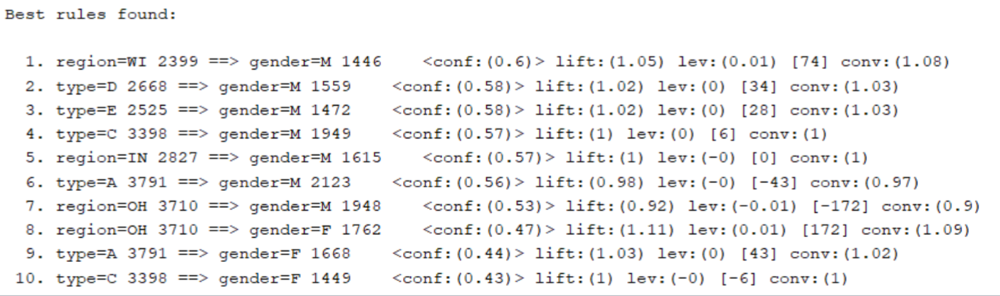 Best rules found:
1. region=WI 2399 ==> gender=M 1446 <conf:(0.6)> lift:(1.05) lev:(0.01) [74] conv:(1.08)
2. type=D 2668 ==> gender=M 1559 <conf:(0.58)> lift:(1.02) lev:(0) [34] conv:(1.03)
3. type=E 2525 ==> gender=M 1472 <conf:(0.58)> lift:(1.02) lev:(0) [28] conv:(1.03)
4. type=C 3398 ==> gender=M 1949 <conf:(0.57)> lift:(1) lev:(0) [6] conv:(1)
5. region=IN 2827 ==> gender=M 1615 <conf:(0.57)> lift:(1) lev:(-0) [0] conv:(1)
6. type=A 3791 ==> gender=M 2123 <conf:(0.56)> lift:(0.98) lev:(-0) [-43] conv:(0.97)
7. region=OH 3710 ==> gender=M 1948 <conf:(0.53)> lift:(0.92) lev:(-0.01) [-172] conv:(0.9)
8. region=OH 3710 ==> gender=F 1762 <conf:(0.47)> lift:(1.11) lev:(0.01) [172] conv:(1.09)
9. type=A 3791 ==> gender=F 1668 <conf:(0.44)> lift:(1.03) lev:(0) [43] conv:(1.02)
10. type=C 3398 ==> gender=F 1449 <conf:(0.43)> lift:(1) lev:(-0) [-6] conv:(1)